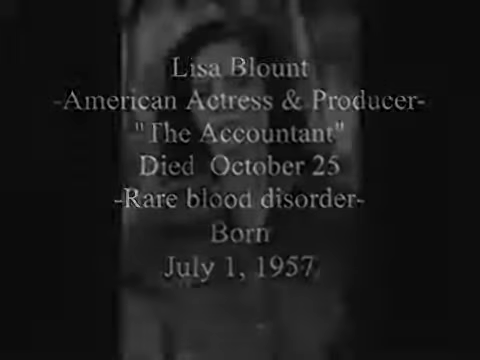 Lisa Blount
-American Actress & Producer-
"The Accountant"
Died October 25
-Rare blood disorder-
Born
July 1, 1957